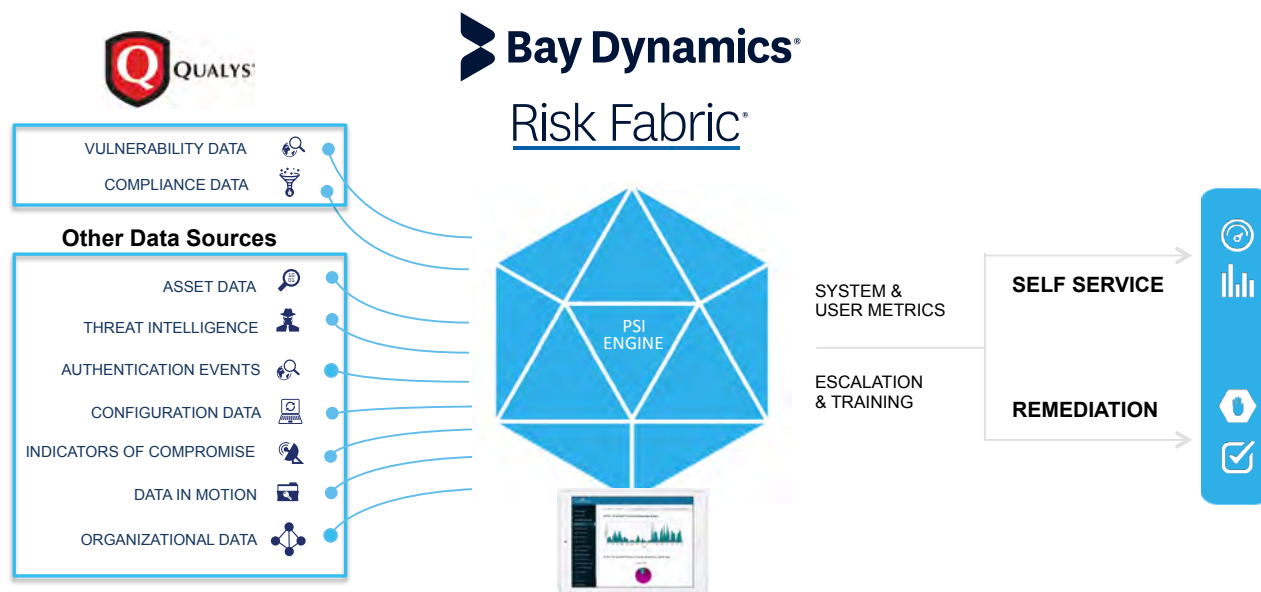 QUALYS®
Bay Dynamics®
Risk Fabric®
VULNERABILITY DATA
COMPLIANCE DATA
Other Data Sources
ASSET DATA
THREAT INTELLIGENCE
AUTHENTICATION EVENTS
CONFIGURATION DATA
INDICATORS OF COMPROMISE
DATA IN MOTION
ORGANIZATIONAL DATA
PSI
ENGINE
SYSTEM &
USER METRICS
ESCALATION
& TRAINING
SELF SERVICE
REMEDIATION